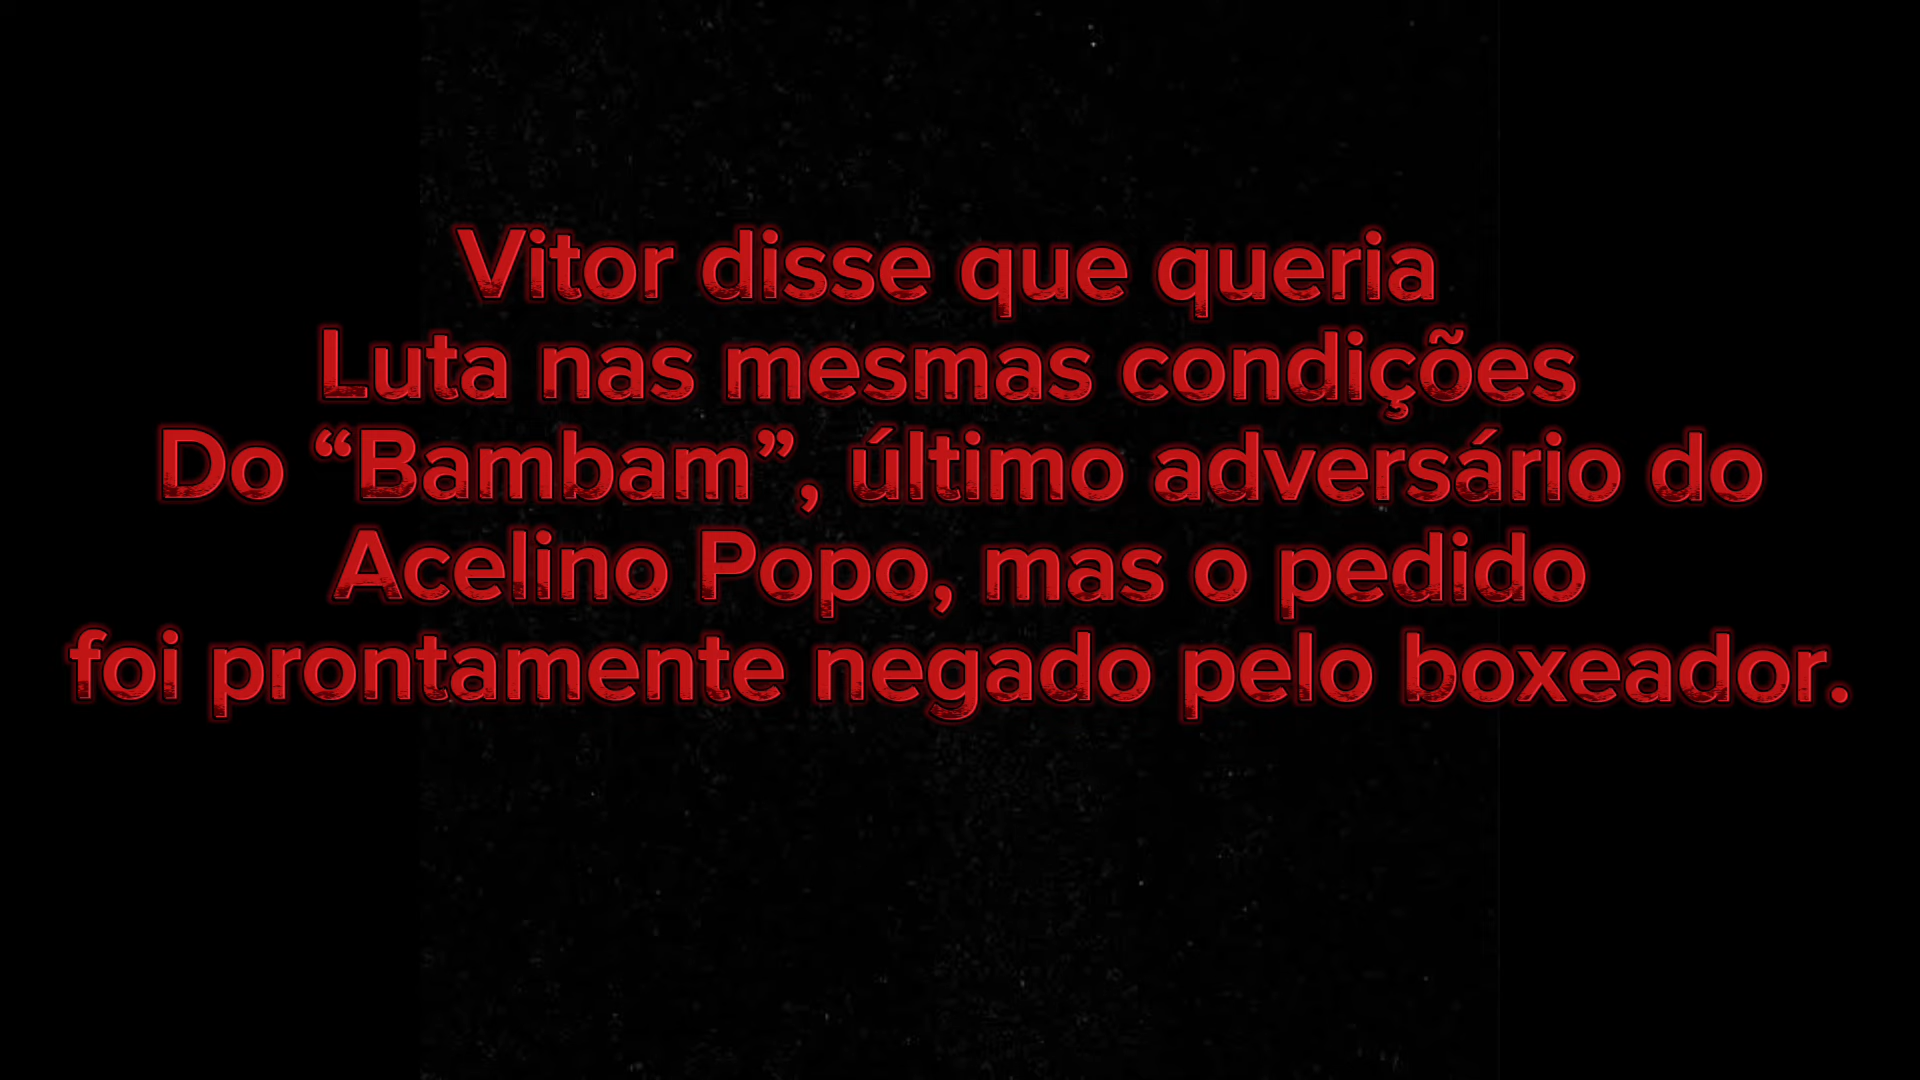 Vitor disse que queria
Luta nas mesmas condições
Do “Bambam”, último adversário do
Acelino Popo, mas o pedido
foi prontamente negado pelo boxeador.